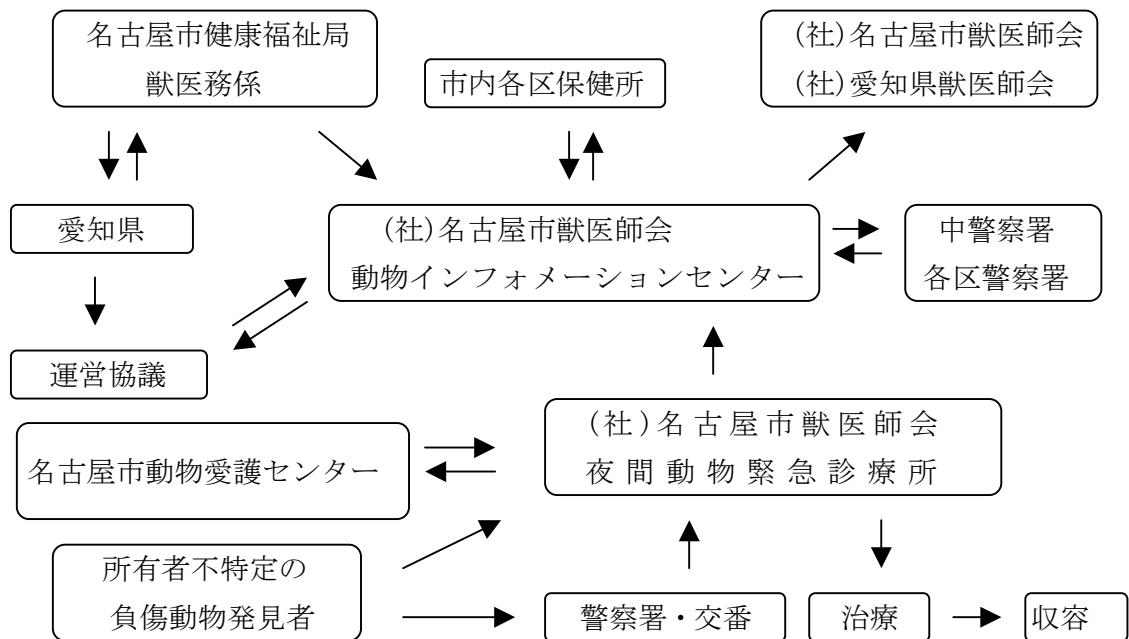 名古屋市健康福祉局
獣医務係
市内各区保健所
(社)名古屋市獣医師会
(社)愛知県獣医師会
愛知県
(社)名古屋市獣医師会
動物インフォメーションセンター
中警察署
各区警察署
運営協議
(社)名古屋市獣医師会
夜間動物緊急診療所
名古屋市動物愛護センター
所有者不特定の
負傷動物発見者
警察署・交番
治療
収容